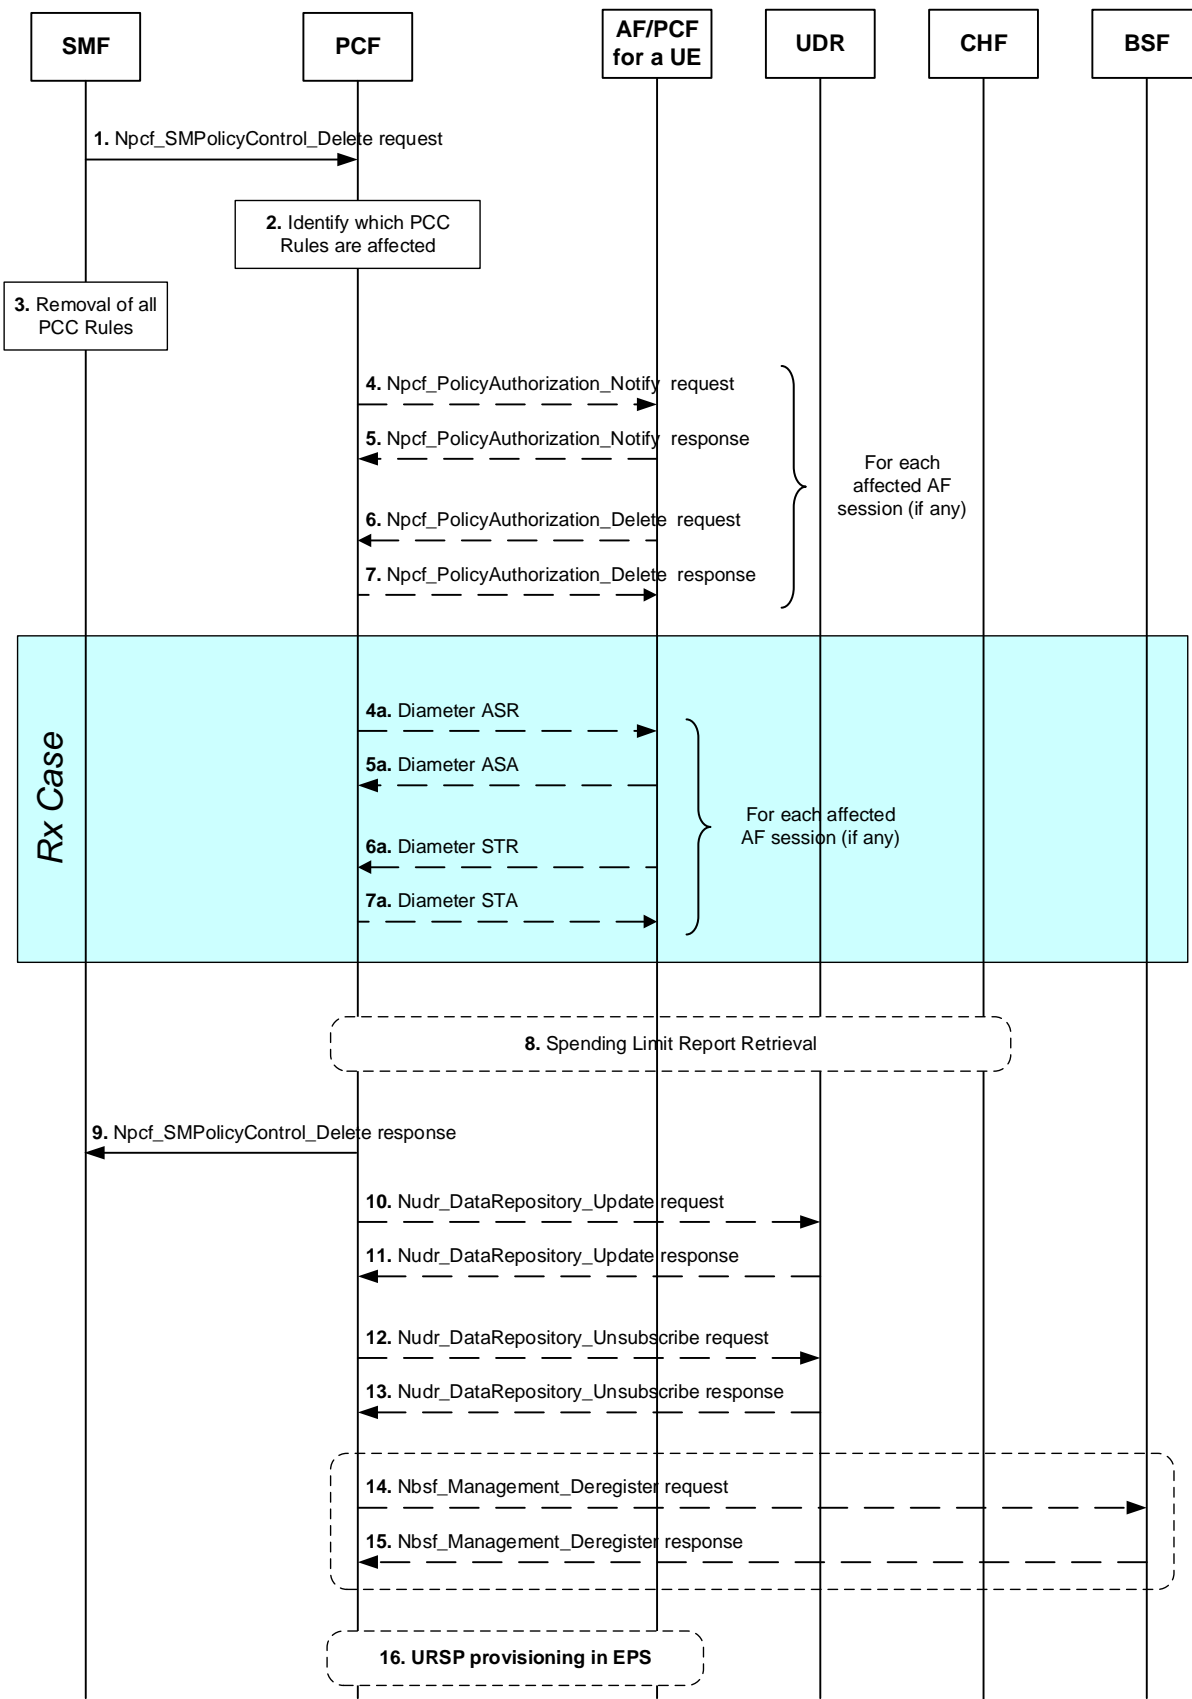 SMF
PCF
AF/PCF
for a UE
UDR
CHF
BSF
1. Npcf_SMPolicyControl_Delete request
2. Identify which PCC
Rules are affected
3. Removal of all
PCC Rules
4. Npcf_PolicyAuthorization_Notify request
5. Npcf_PolicyAuthorization_Notify response
For each
affected AF
session (if any)
6. Npcf_PolicyAuthorization_Delete request
7. Npcf_PolicyAuthorization_Delete response
Rx Case
4a. Diameter ASR
5a. Diameter ASA
For each affected
AF session (if any)
6a. Diameter STR
7a. Diameter STA
8. Spending Limit Report Retrieval
9. Npcf_SMPolicyControl_Delete response
10. Nudr_DataRepository_Update request
11. Nudr_DataRepository_Update response
12. Nudr_DataRepository_Unsubscribe request
13. Nudr_DataRepository_Unsubscribe response
14. Nbsf_Management_Deregister request
15. Nbsf_Management_Deregister response
16. URSP provisioning in EPS